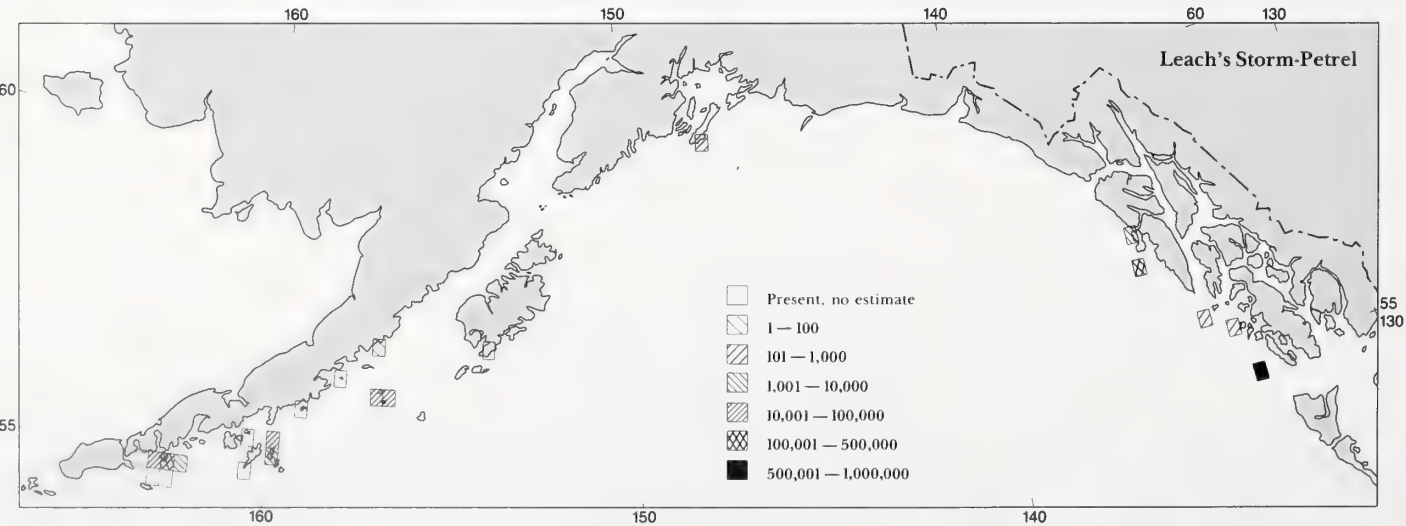 160 150 140 60 130
Leach's Storm-Petrel
60
55
130
Present, no estimate
1 — 100
101 — 1,000
1,001 — 10,000
10,001 — 100,000
100,001 — 500,000
500,001 — 1,000,000
55
160 150 140